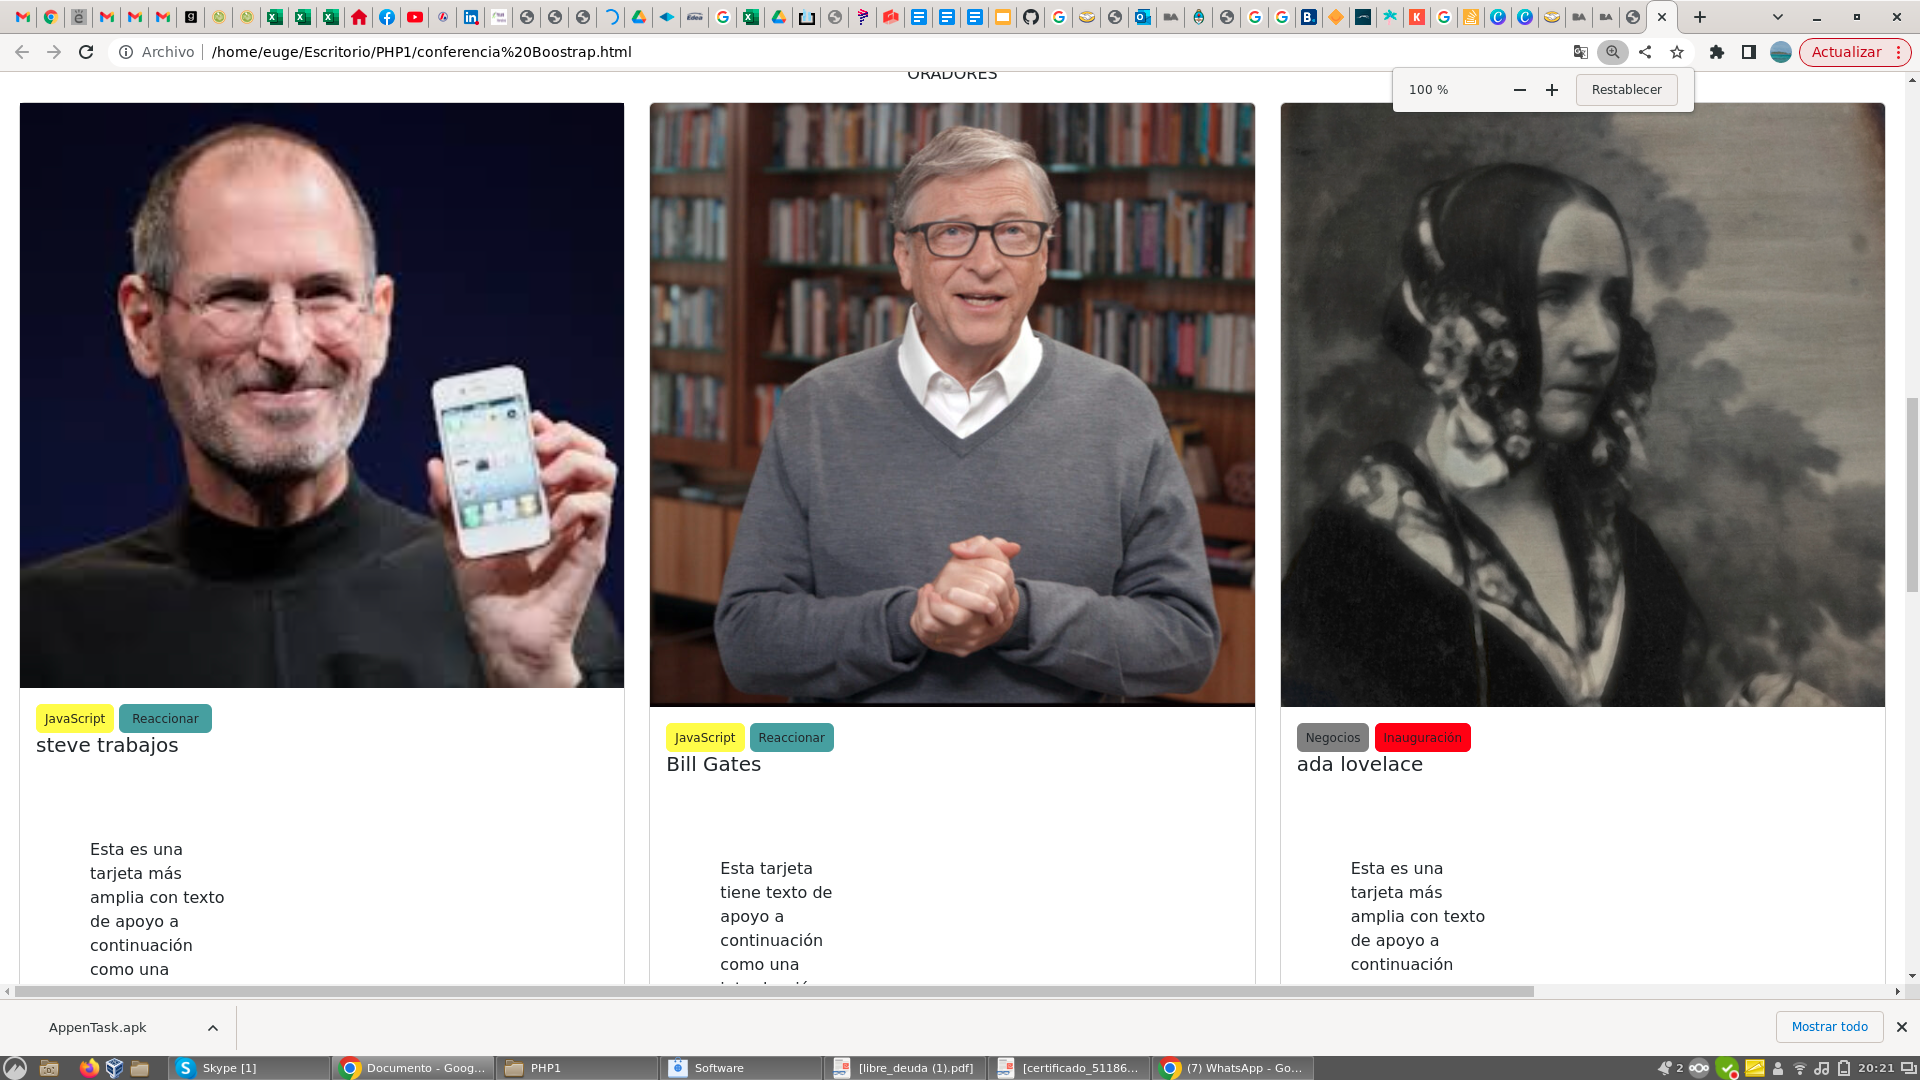 Archivo
/home/euge/Escritorio/PHP1/conferencia%20Boostrap.html
Actualizar
100 %
Restablecer
ORADORES
JavaScript
Reaccionar
steve trabajos
Esta es una
tarjeta más
amplia con texto
de apoyo a
continuación
como una
JavaScript
Reaccionar
Bill Gates
Esta tarjeta
tiene texto de
apoyo a
continuación
como una
Negocios
Inauguración
ada lovelace
Esta es una
tarjeta más
amplia con texto
de apoyo a
continuación
AppenTask.apk
Mostrar todo
Skype [1]
Documento - Goog...
PHP1
Software
[libre_deuda (1).pdf]
[certificado_51186...
(7) WhatsApp - Go...
2
20:21